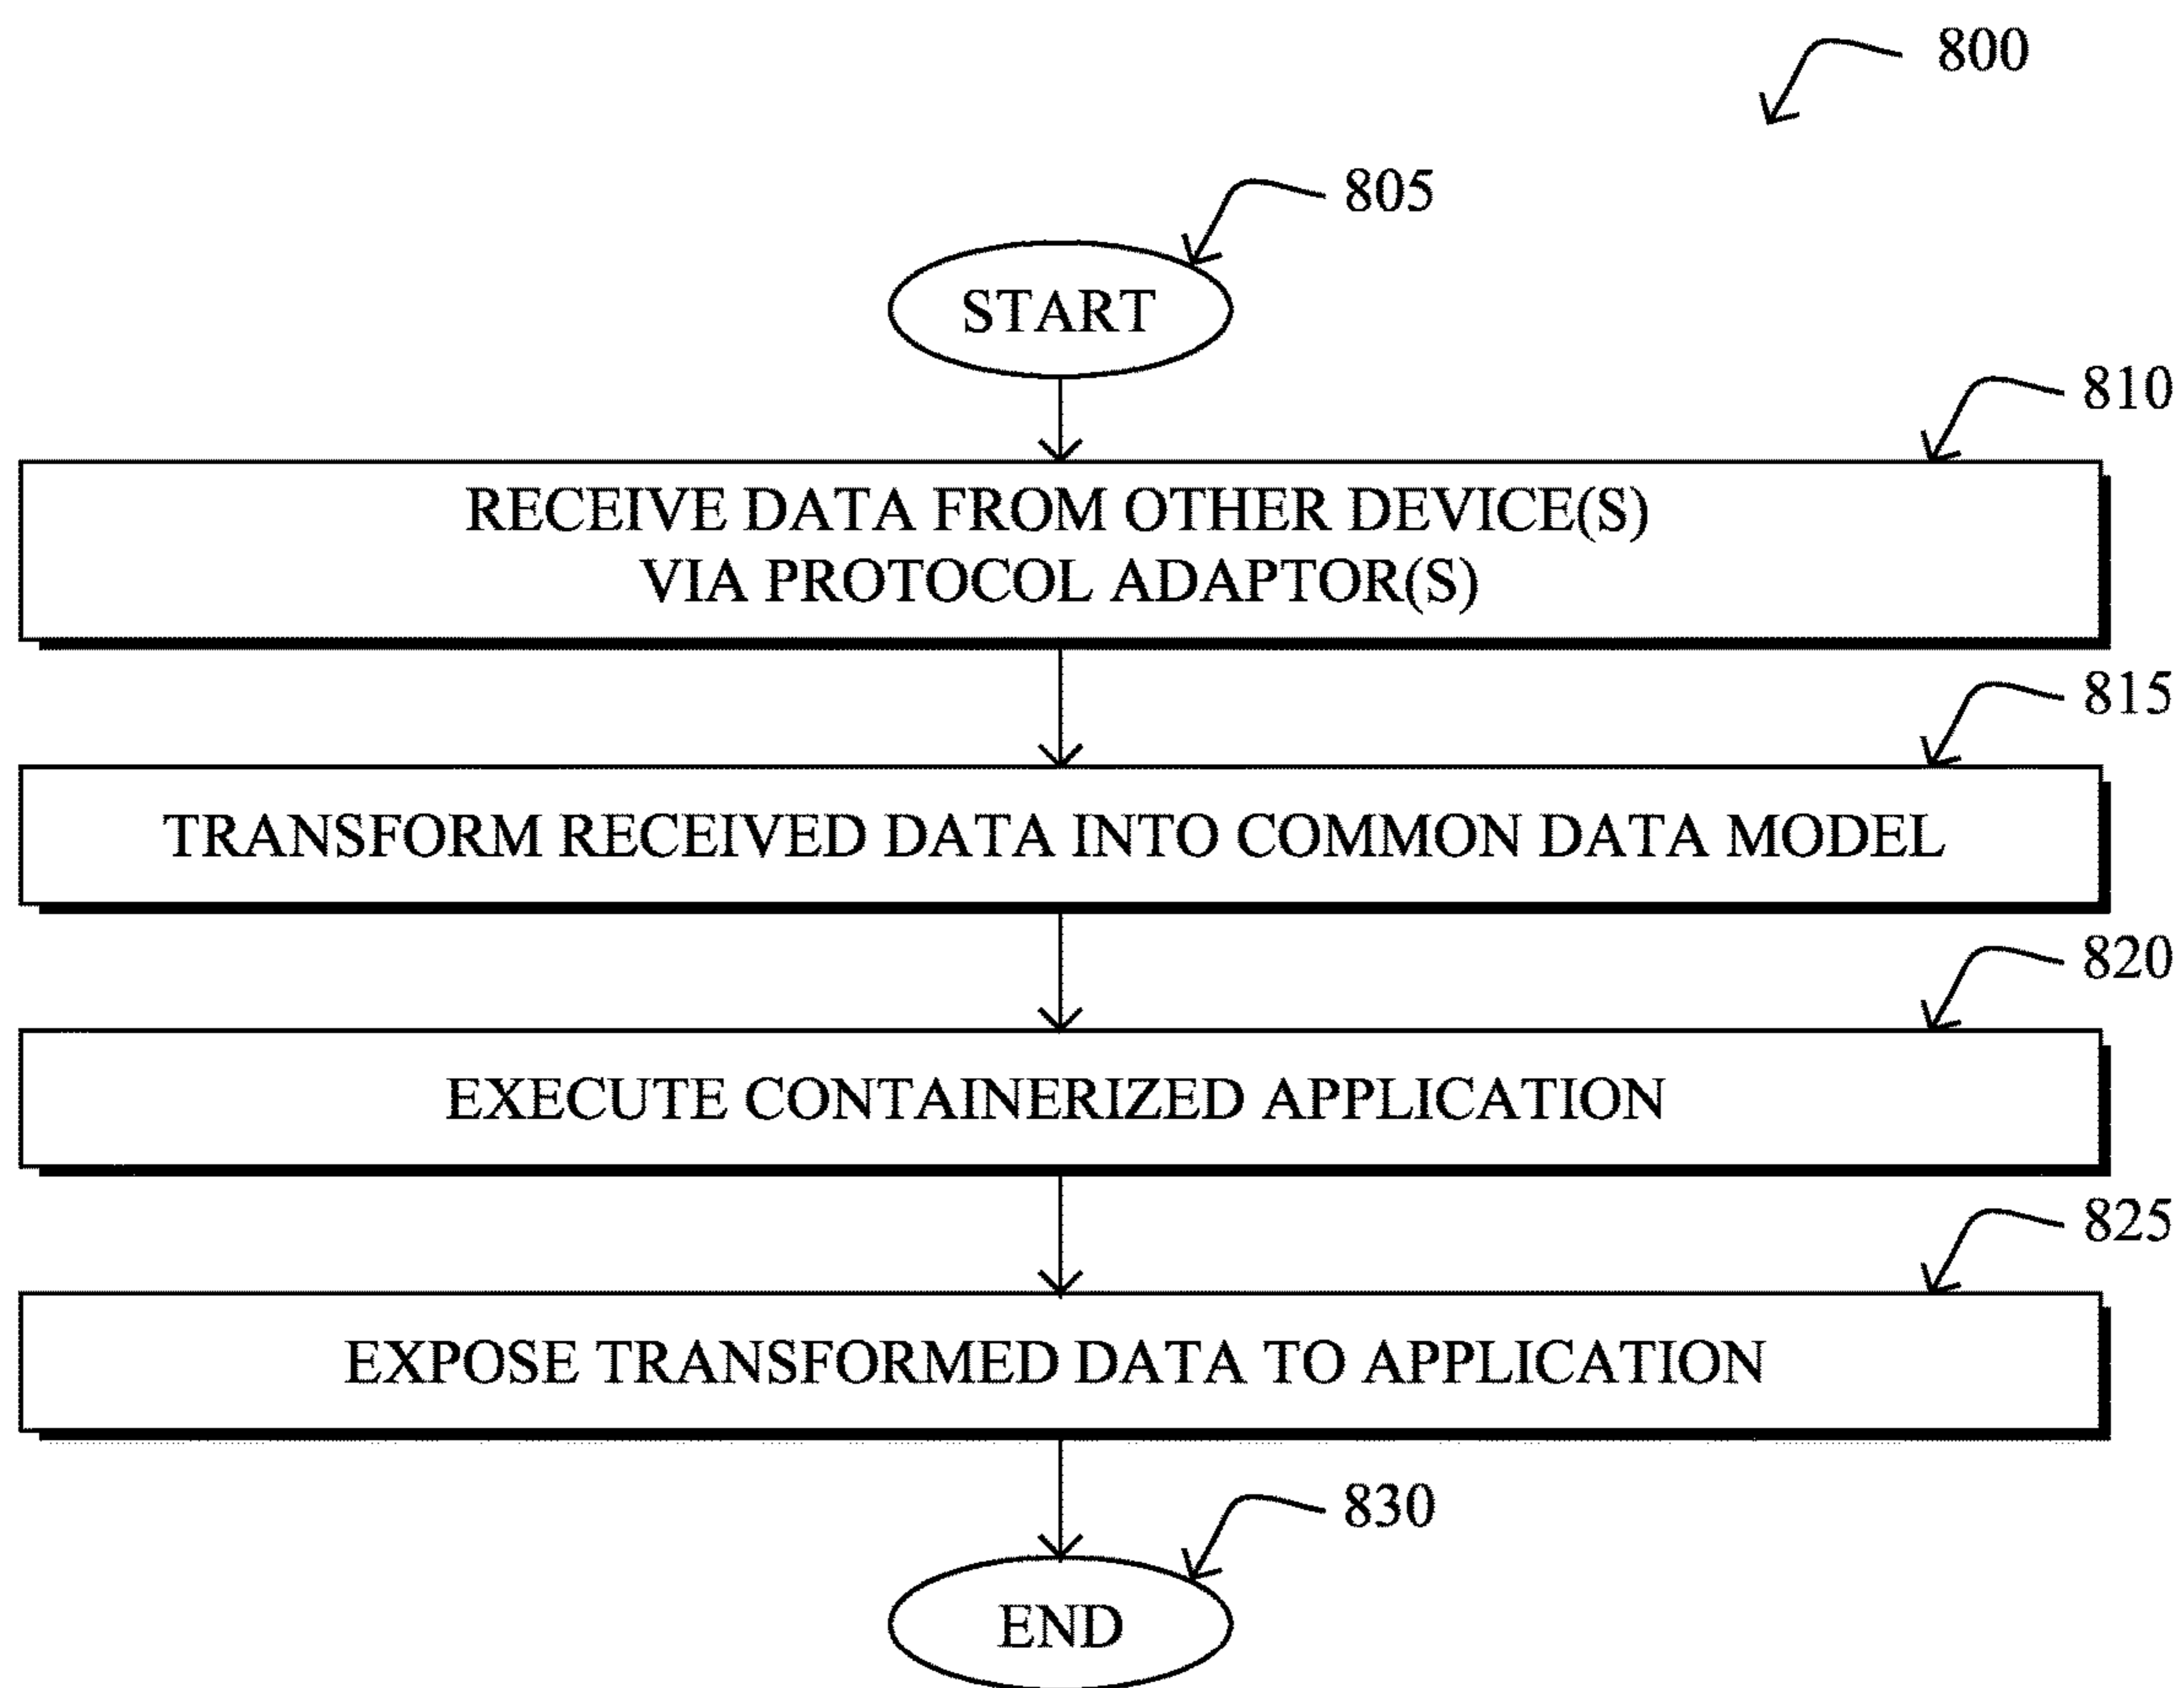 800
805
START
810
RECEIVE DATA FROM OTHER DEVICE(S)
VIA PROTOCOL ADAPTOR(S)
815
TRANSFORM RECEIVED DATA INTO COMMON DATA MODEL
820
EXECUTE CONTAINERIZED APPLICATION
825
EXPOSE TRANSFORMED DATA TO APPLICATION
830
END